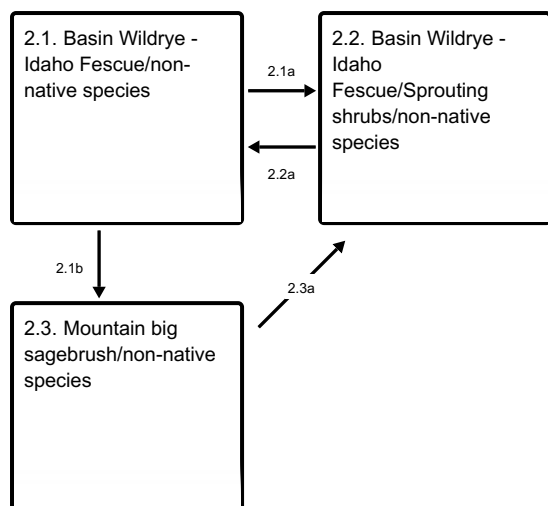 2.1. Basin Wildrye -
Idaho Fescue/non-
native species
2.1a
2.2. Basin Wildrye -
Idaho
Fescue/Sprouting
shrubs/non-native
species
2.2a
2.1b
2.3a
2.3. Mountain big
sagebrush/non-native
species